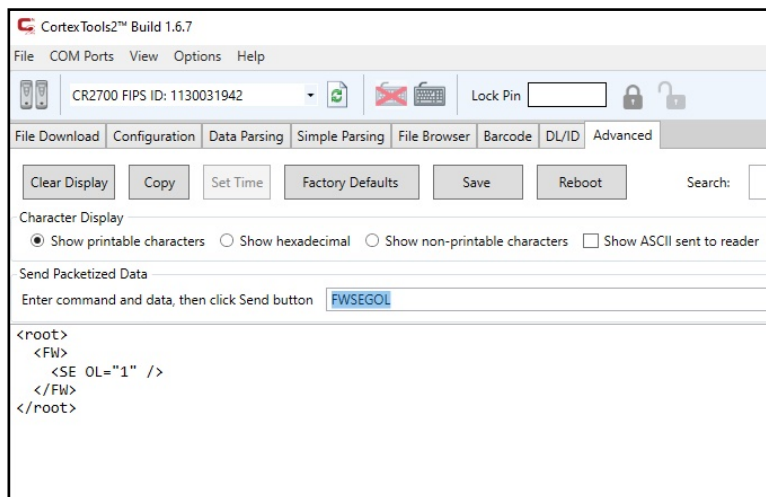 CortexTools2™ Build 1.6.7
File COM Ports View Options Help
CR2700 FIPS ID: 1130031942 Lock Pin
File Download Configuration Data Parsing Simple Parsing File Browser Barcode DL/ID Advanced
Clear Display Copy Set Time Factory Defaults Save Reboot Search:
Character Display
Show printable characters Show hexadecimal Show non-printable characters Show ASCII sent to reader
Send Packetized Data
Enter command and data, then click Send button FWSEGOL
<root>
<FW>
<SE OL="1" />
</FW>
</root>